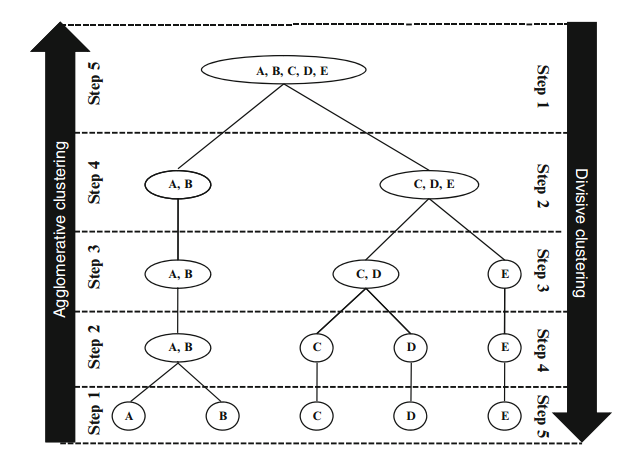 Agglomerative clustering
Divisive clustering
Step 5
A, B, C, D, E
Step 1
Step 4
A, B
C, D, E
Step 2
Step 3
A, B
C, D
E
Step 3
Step 2
A, B
C
D
E
Step 4
Step 1
A
B
C
D
E
Step 5